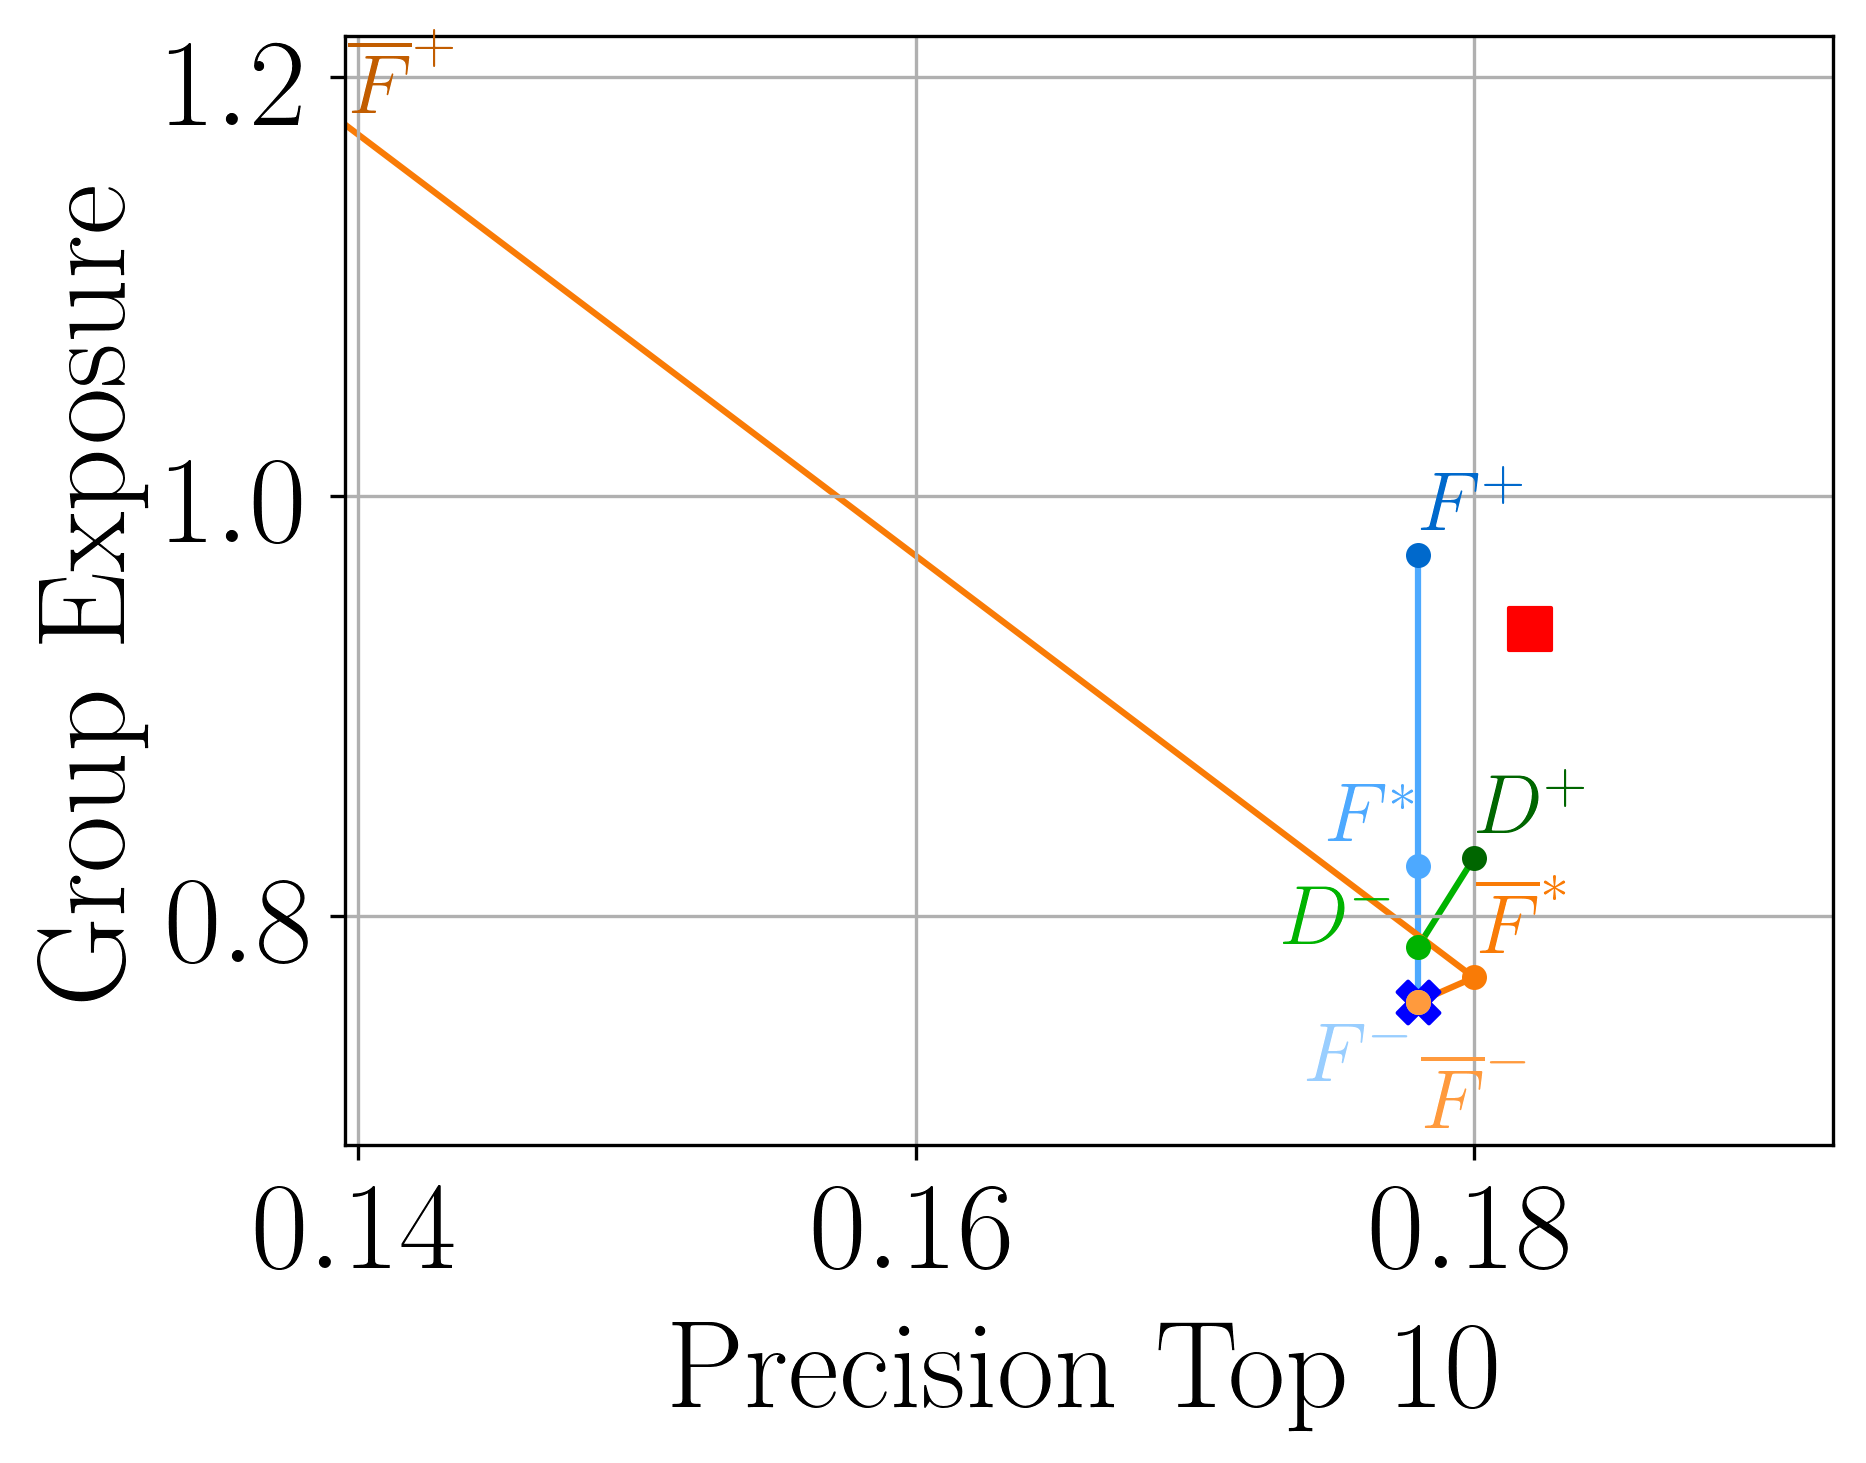 Group Exposure
1.2
1.0
0.8
F̅⁺
F⁺
F*
D⁺
D⁻
F̅*
F⁻
F̅⁻
0.14 0.16 0.18
Precision Top 10